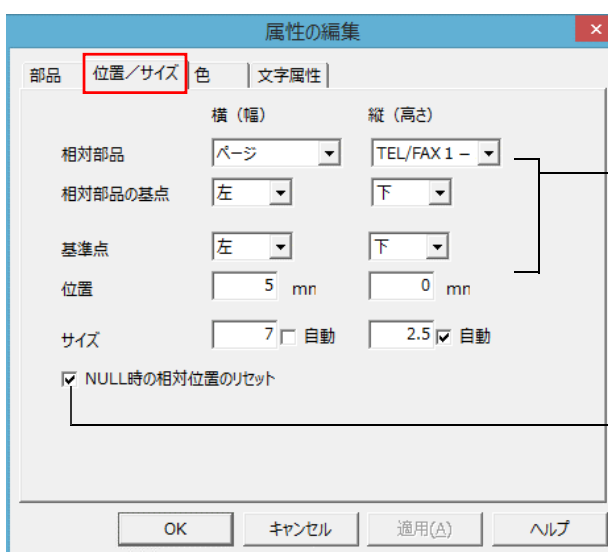 属性の編集
部品 位置／サイズ 色 文字属性
横（幅） 縦（高さ）
相対部品 ページ TEL/FAX 1 –
相対部品の基点 左 下
基準点 左 下
位置 5 mm 0 mm
サイズ 7 自動 2.5 自動
NULL時の相対位置のリセット
OK キャンセル 適用(A) ヘルプ